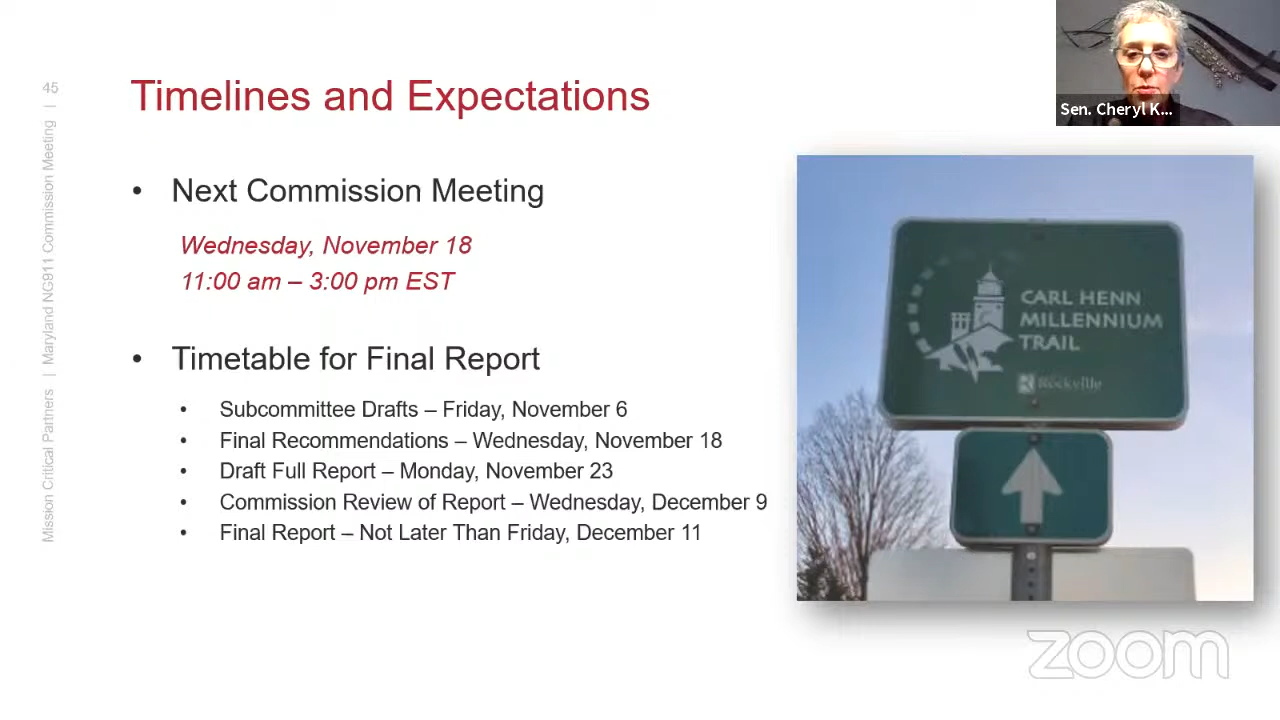 45
Mission Critical Partners | Maryland NG911 Commission Meeting |
Timelines and Expectations
Sen. Cheryl K...
• Next Commission Meeting
Wednesday, November 18
11:00 am – 3:00 pm EST
• Timetable for Final Report
• Subcommittee Drafts – Friday, November 6
• Final Recommendations – Wednesday, November 18
• Draft Full Report – Monday, November 23
• Commission Review of Report – Wednesday, December 9
• Final Report – Not Later Than Friday, December 11
CARL HENN
MILLENNIUM
TRAIL
Rockville
zoom